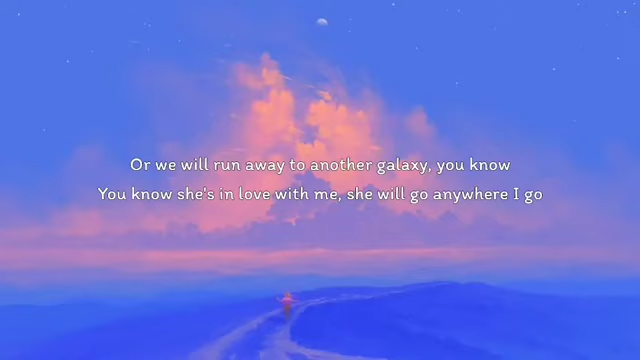 Or we will run away to another galaxy, you know
You know she's in love with me, she will go anywhere I go